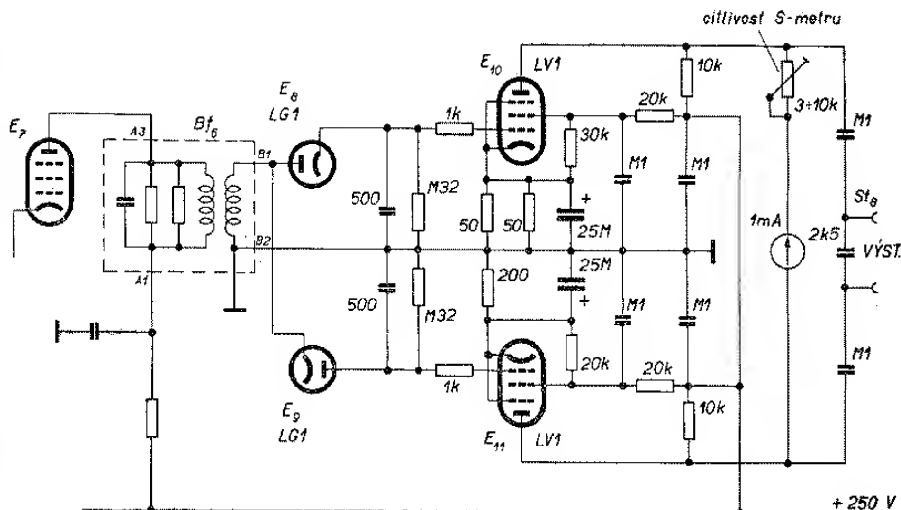 citlivost S-metru
E10
LV1
10k
3÷10k
E8
LG1
20k
E7
A3
Bf6
1k
30k
M1
B1
M32
M1
M1
St8
500
50
50
25M
1mA
2k5
VÝST.
B2
A1
200
25M
500
M32
M1
M1
M1
20k
20k
1k
10k
E9
LG1
E11
LV1
+ 250 V